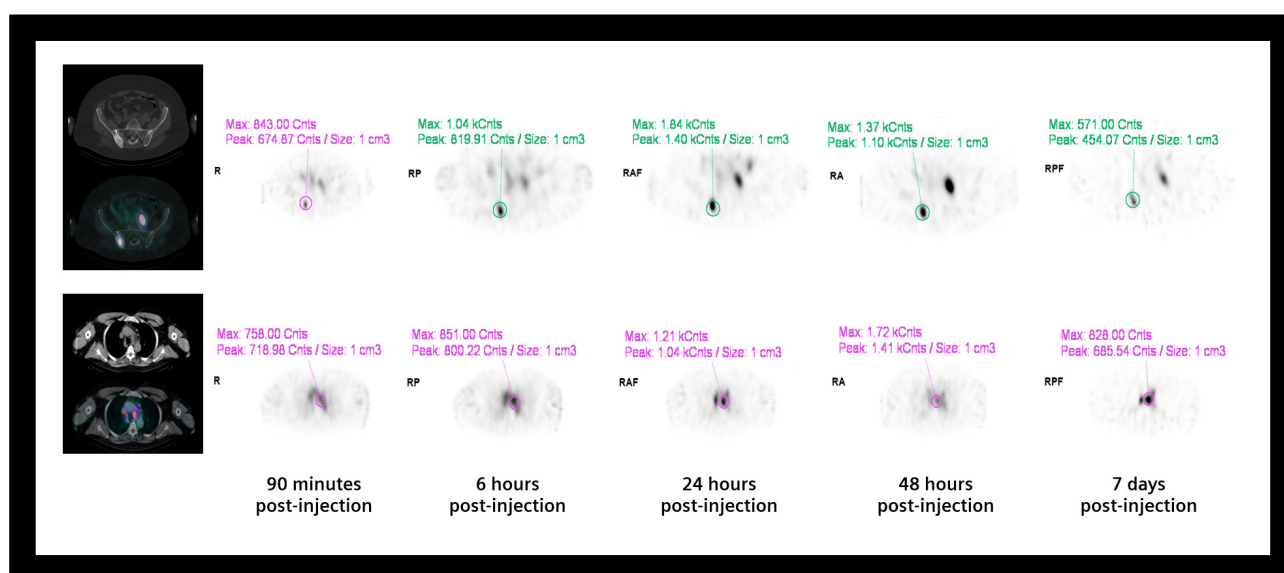 Max: 843.00 Cnts
Peak: 674.87 Cnts / Size: 1 cm3
R
Max: 1.04 kCnts
Peak: 819.91 Cnts / Size: 1 cm3
RP
Max: 1.84 kCnts
Peak: 1.40 kCnts / Size: 1 cm3
RAF
Max: 1.37 kCnts
Peak: 1.10 kCnts / Size: 1 cm3
RA
Max: 571.00 Cnts
Peak: 454.07 Cnts / Size: 1 cm3
RPF
Max: 758.00 Cnts
Peak: 718.98 Cnts / Size: 1 cm3
R
Max: 851.00 Cnts
Peak: 800.22 Cnts / Size: 1 cm3
RP
Max: 1.21 kCnts
Peak: 1.04 kCnts / Size: 1 cm3
RAF
Max: 1.72 kCnts
Peak: 1.41 kCnts / Size: 1 cm3
RA
Max: 828.00 Cnts
Peak: 685.54 Cnts / Size: 1 cm3
RPF
90 minutes
post-injection
6 hours
post-injection
24 hours
post-injection
48 hours
post-injection
7 days
post-injection